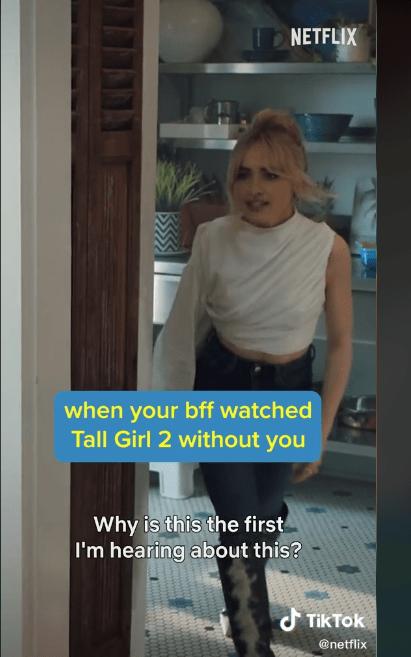 NETFLIX
when your bff watched
Tall Girl 2 without you
Why is this the first
I'm hearing about this?
TikTok
@netflix